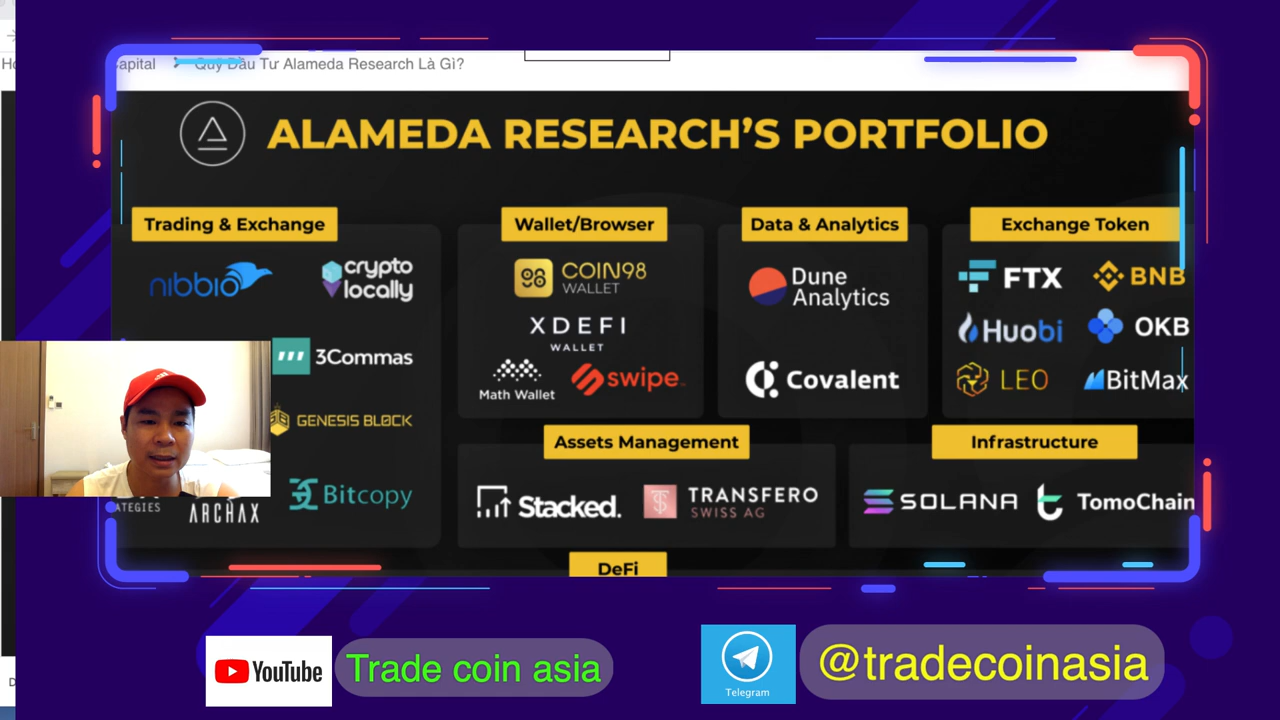 apital > Quỹ Đầu Tư Alameda Research Là Gì?
ALAMEDA RESEARCH'S PORTFOLIO
Trading & Exchange
nibbio
crypto
locally
3Commas
GENESIS BLOCK
ATEGIES
ARCHAX
Bitcopy
Wallet/Browser
COIN98
WALLET
XDEFI
WALLET
Math Wallet
swipe
Data & Analytics
Dune
Analytics
Covalent
Exchange Token
FTX
BNB
Huobi
OKB
LEO
BitMax
Assets Management
Stacked.
TRANSFERO
SWISS AG
Infrastructure
SOLANA
TomoChain
DeFi
YouTube
Trade coin asia
Telegram
@tradecoinasia